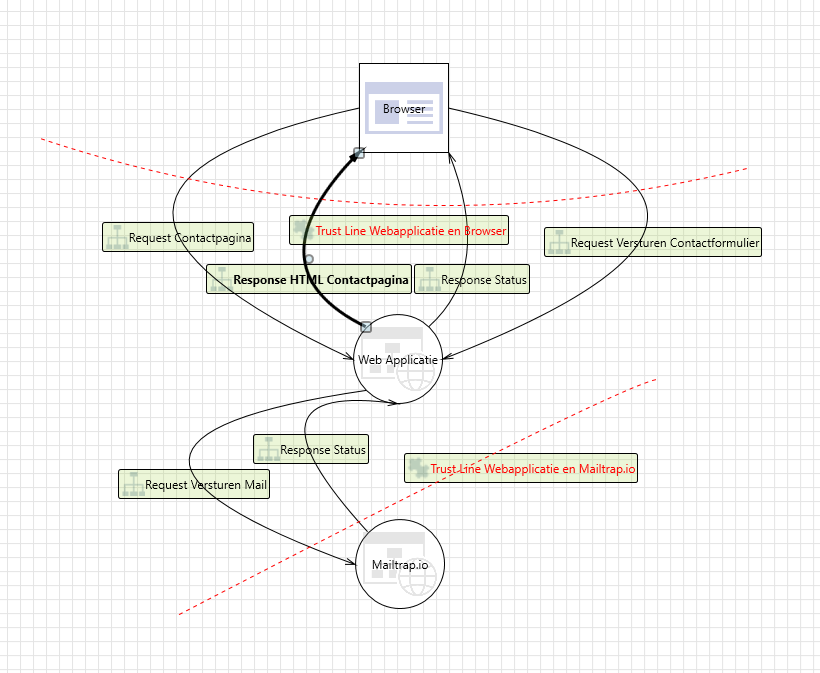 Browser
Trust Line Webapplicatie en Browser
Request Contactpagina
Request Versturen Contactformulier
Response HTML Contactpagina
Response Status
Web Applicatie
Response Status
Trust Line Webapplicatie en Mailtrap.io
Request Versturen Mail
Mailtrap.io